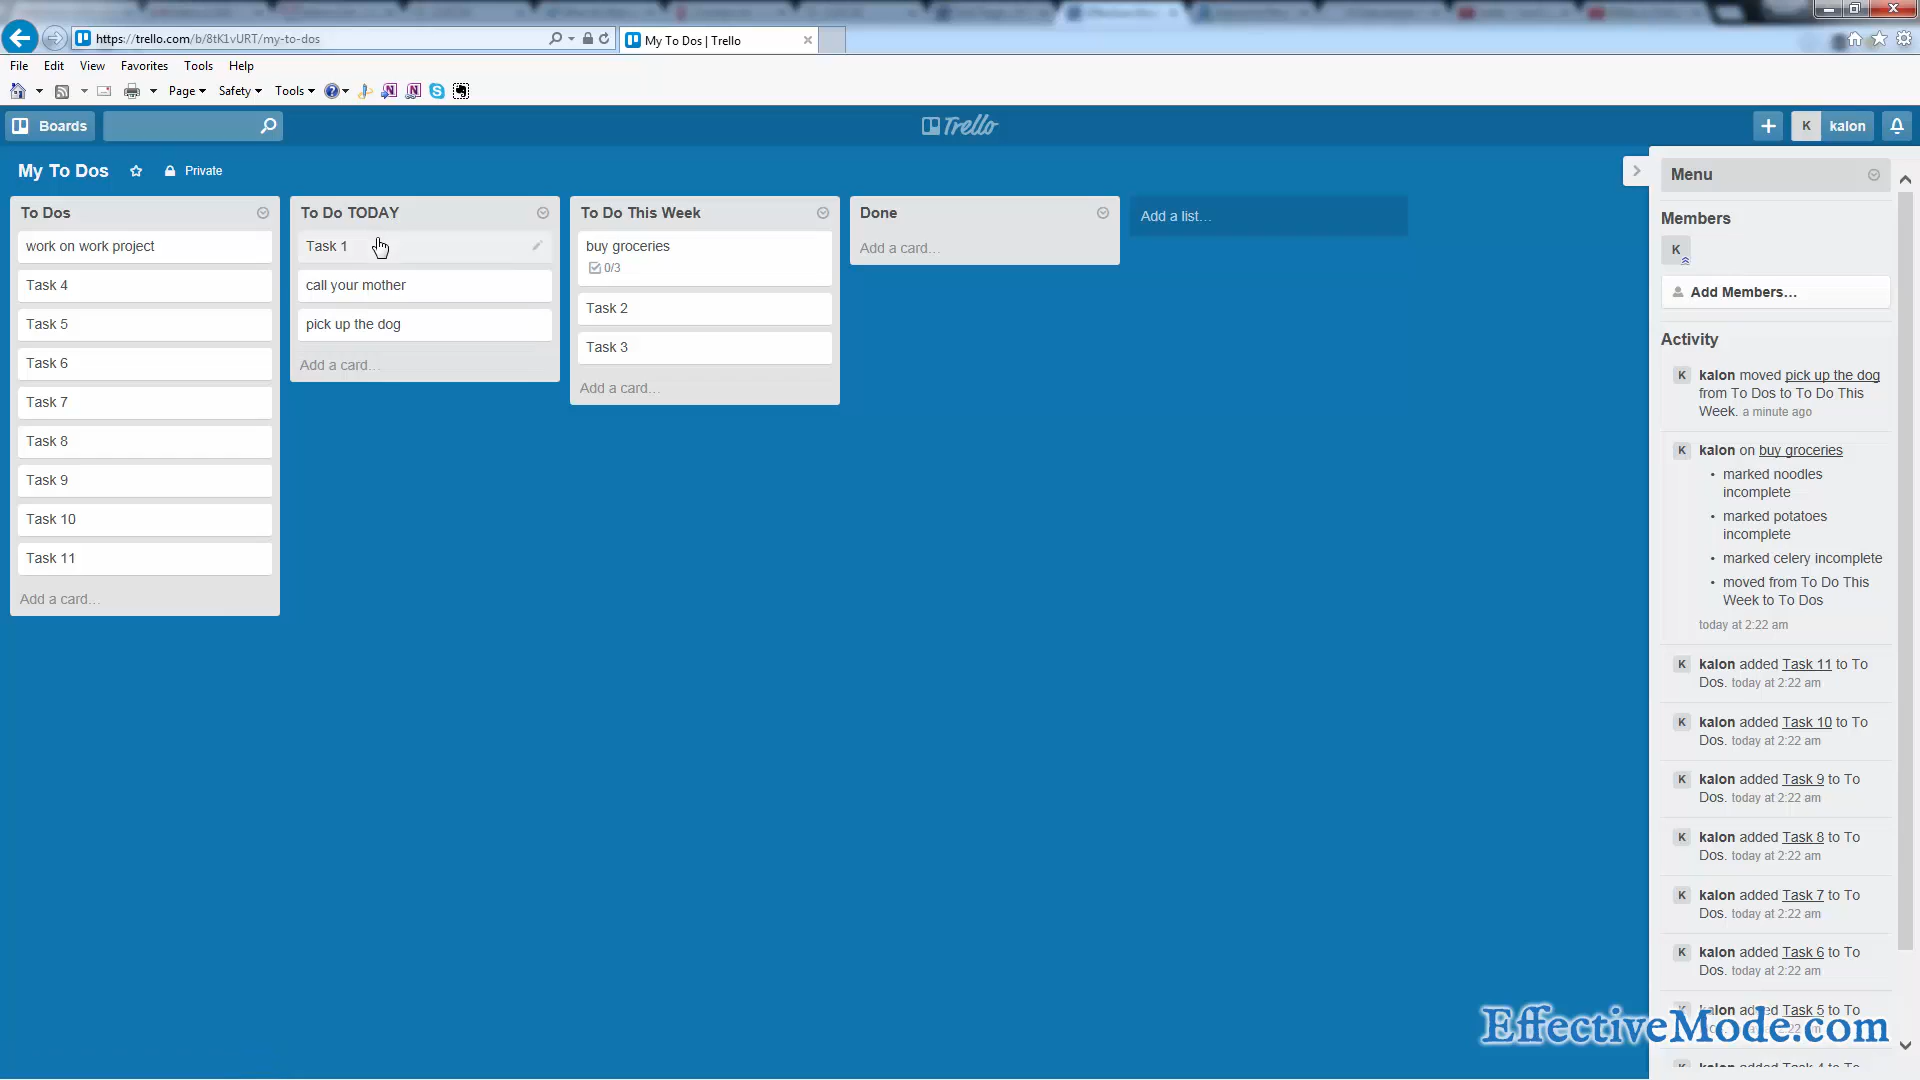 https://trello.com/b/8tK1vURT/my-to-dos
My To Dos | Trello
File Edit View Favorites Tools Help
Page Safety Tools
Boards
Trello
K kalon
My To Dos Private
To Dos
work on work project
Task 4
Task 5
Task 6
Task 7
Task 8
Task 9
Task 10
Task 11
Add a card…
To Do TODAY
Task 1
call your mother
pick up the dog
Add a card…
To Do This Week
buy groceries
0/3
Task 2
Task 3
Add a card…
Done
Add a card…
Add a list…
Menu
Members
K
Add Members…
Activity
K kalon moved pick up the dog
from To Dos to To Do This
Week. a minute ago
K kalon on buy groceries
• marked noodles
incomplete
• marked potatoes
incomplete
• marked celery incomplete
• moved from To Do This
Week to To Dos
today at 2:22 am
K kalon added Task 11 to To
Dos. today at 2:22 am
K kalon added Task 10 to To
Dos. today at 2:22 am
K kalon added Task 9 to To
Dos. today at 2:22 am
K kalon added Task 8 to To
Dos. today at 2:22 am
K kalon added Task 7 to To
Dos. today at 2:22 am
K kalon added Task 6 to To
Dos. today at 2:22 am
K kalon added Task 5 to To
EffectiveMode.com